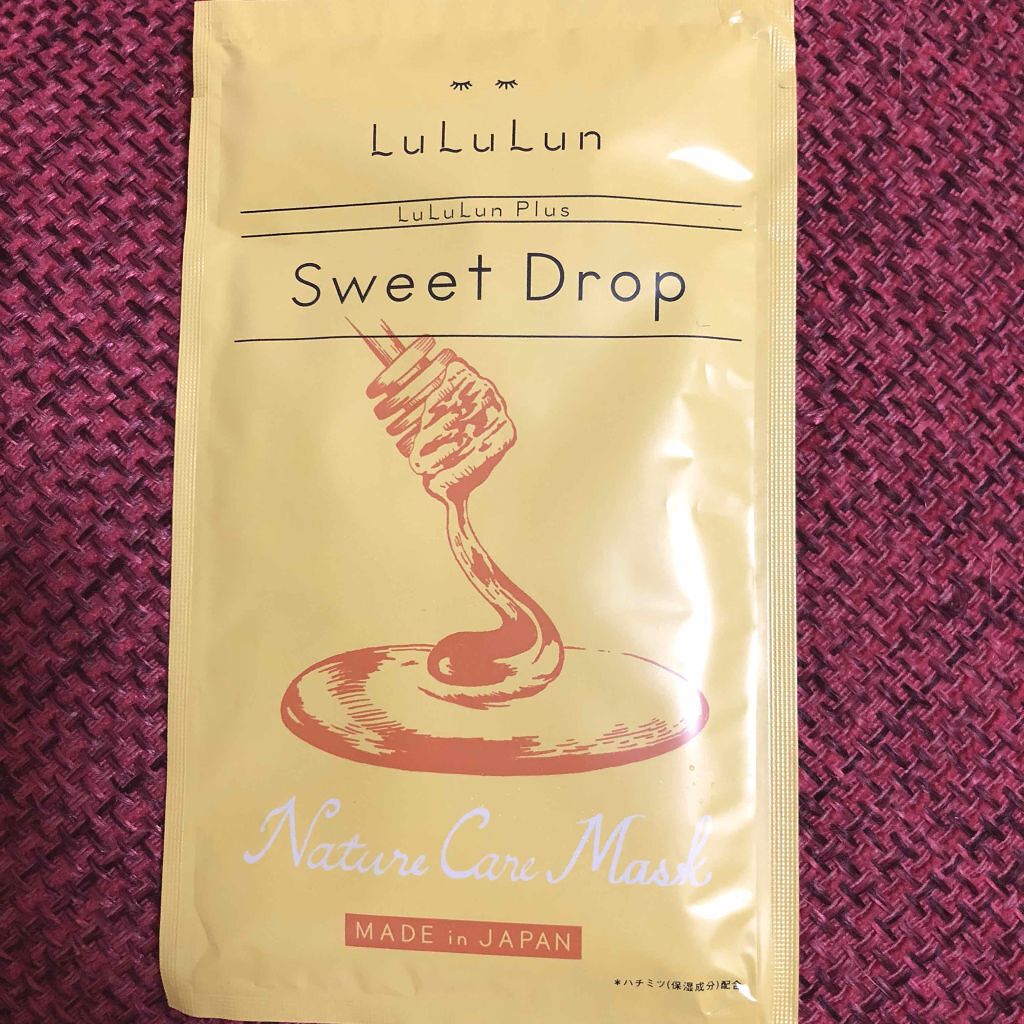 LuLuLun
LuLuLun Plus
Sweet Drop
Nature Care Mask
MADE in JAPAN
*ハチミツ(保湿成分)配合